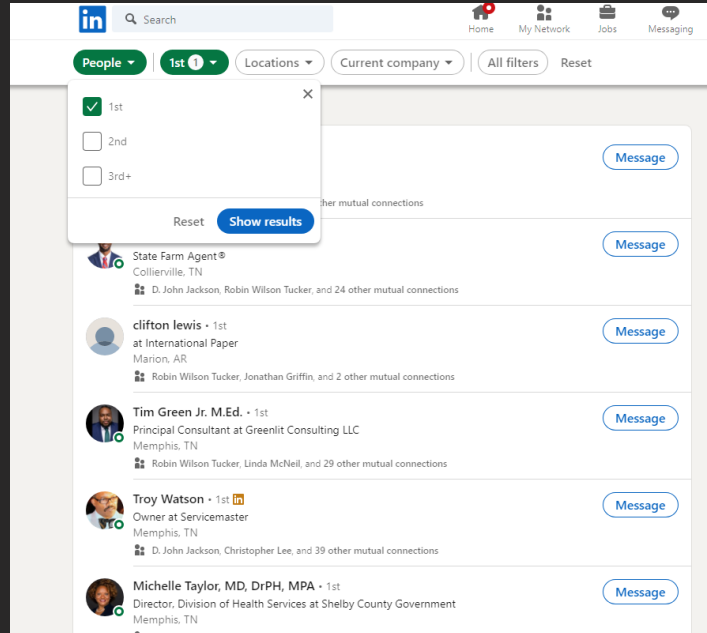 in
Search
Home
My Network
Jobs
Messaging
People
1st 1
Locations
Current company
All filters
Reset
1st
2nd
3rd+
Reset
Show results
Message
her mutual connections
Message
State Farm Agent®
Collierville, TN
D. John Jackson, Robin Wilson Tucker, and 24 other mutual connections
clifton lewis • 1st
Message
at International Paper
Marion, AR
Robin Wilson Tucker, Jonathan Griffin, and 2 other mutual connections
Tim Green Jr. M.Ed. • 1st
Message
Principal Consultant at Greenlit Consulting LLC
Memphis, TN
Robin Wilson Tucker, Linda McNeil, and 29 other mutual connections
Troy Watson • 1st in
Message
Owner at Servicemaster
Memphis, TN
D. John Jackson, Christopher Lee, and 39 other mutual connections
Michelle Taylor, MD, DrPH, MPA • 1st
Message
Director, Division of Health Services at Shelby County Government
Memphis, TN